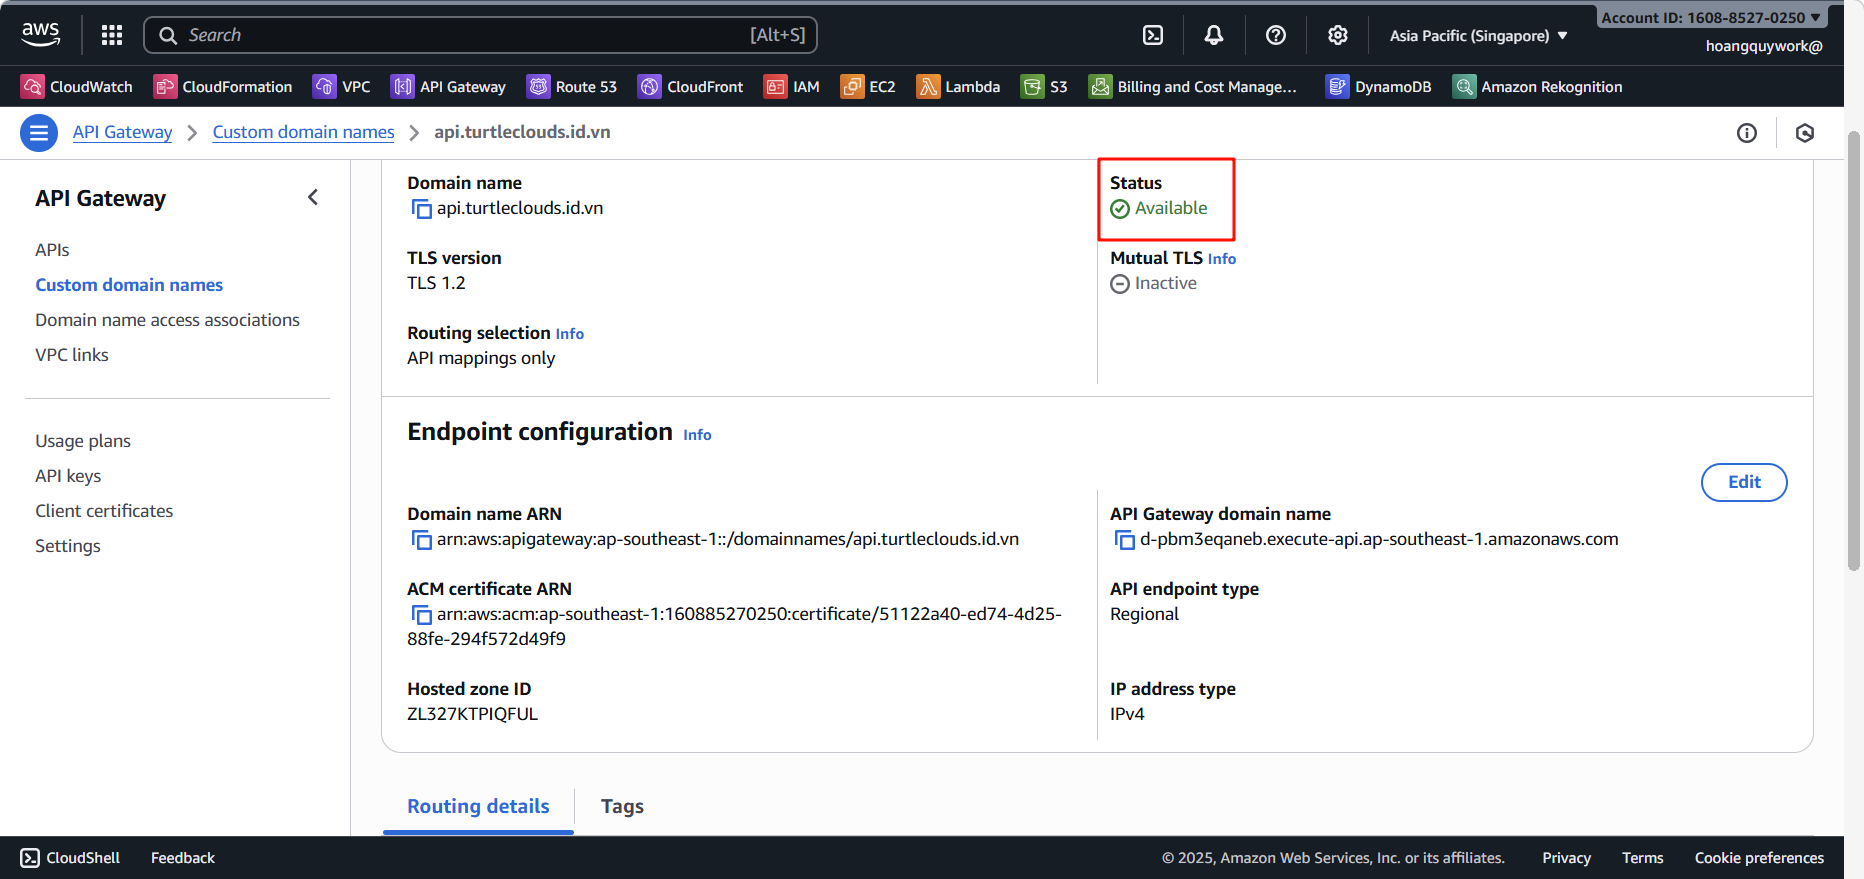 aws
Search [Alt+S]
Asia Pacific (Singapore)
Account ID: 1608-8527-0250
hoangquywork@
CloudWatch CloudFormation VPC API Gateway Route 53 CloudFront IAM EC2 Lambda S3 Billing and Cost Manage... DynamoDB Amazon Rekognition
API Gateway > Custom domain names > api.turtleclouds.id.vn
API Gateway
APIs
Custom domain names
Domain name access associations
VPC links
Usage plans
API keys
Client certificates
Settings
Domain name
api.turtleclouds.id.vn
TLS version
TLS 1.2
Routing selection Info
API mappings only
Status
Available
Mutual TLS Info
Inactive
Endpoint configuration Info
Edit
Domain name ARN
arn:aws:apigateway:ap-southeast-1::/domainnames/api.turtleclouds.id.vn
ACM certificate ARN
arn:aws:acm:ap-southeast-1:160885270250:certificate/51122a40-ed74-4d25-
88fe-294f572d49f9
Hosted zone ID
ZL327KTPIQFUL
API Gateway domain name
d-pbm3eqaneb.execute-api.ap-southeast-1.amazonaws.com
API endpoint type
Regional
IP address type
IPv4
Routing details Tags
CloudShell Feedback © 2025, Amazon Web Services, Inc. or its affiliates. Privacy Terms Cookie preferences